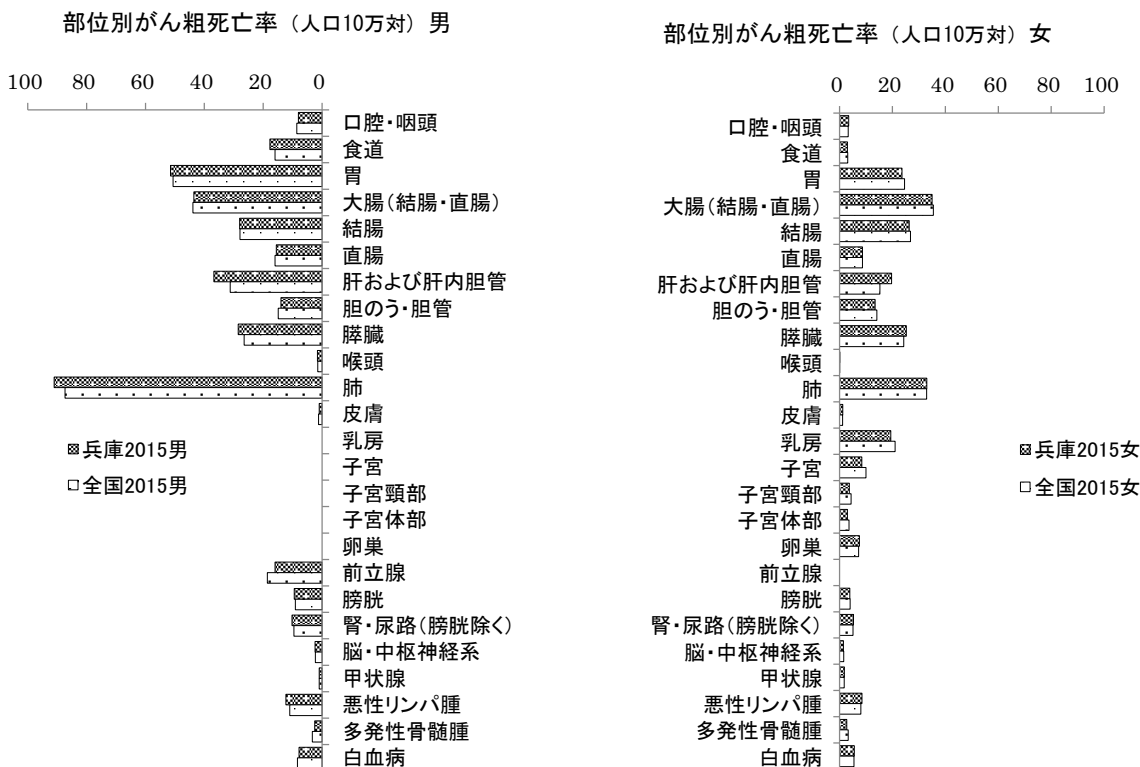 部位別がん粗死亡率（人口10万対）男
100 80 60 40 20 0
口腔・咽頭
食道
胃
大腸（結腸・直腸）
結腸
直腸
肝および肝内胆管
胆のう・胆管
膵臓
喉頭
肺
皮膚
乳房
子宮
子宮頸部
子宮体部
卵巣
前立腺
膀胱
腎・尿路（膀胱除く）
脳・中枢神経系
甲状腺
悪性リンパ腫
多発性骨髄腫
白血病
兵庫2015男
全国2015男
部位別がん粗死亡率（人口10万対）女
0 20 40 60 80 100
口腔・咽頭
食道
胃
大腸（結腸・直腸）
結腸
直腸
肝および肝内胆管
胆のう・胆管
膵臓
喉頭
肺
皮膚
乳房
子宮
子宮頸部
子宮体部
卵巣
前立腺
膀胱
腎・尿路（膀胱除く）
脳・中枢神経系
甲状腺
悪性リンパ腫
多発性骨髄腫
白血病
兵庫2015女
全国2015女